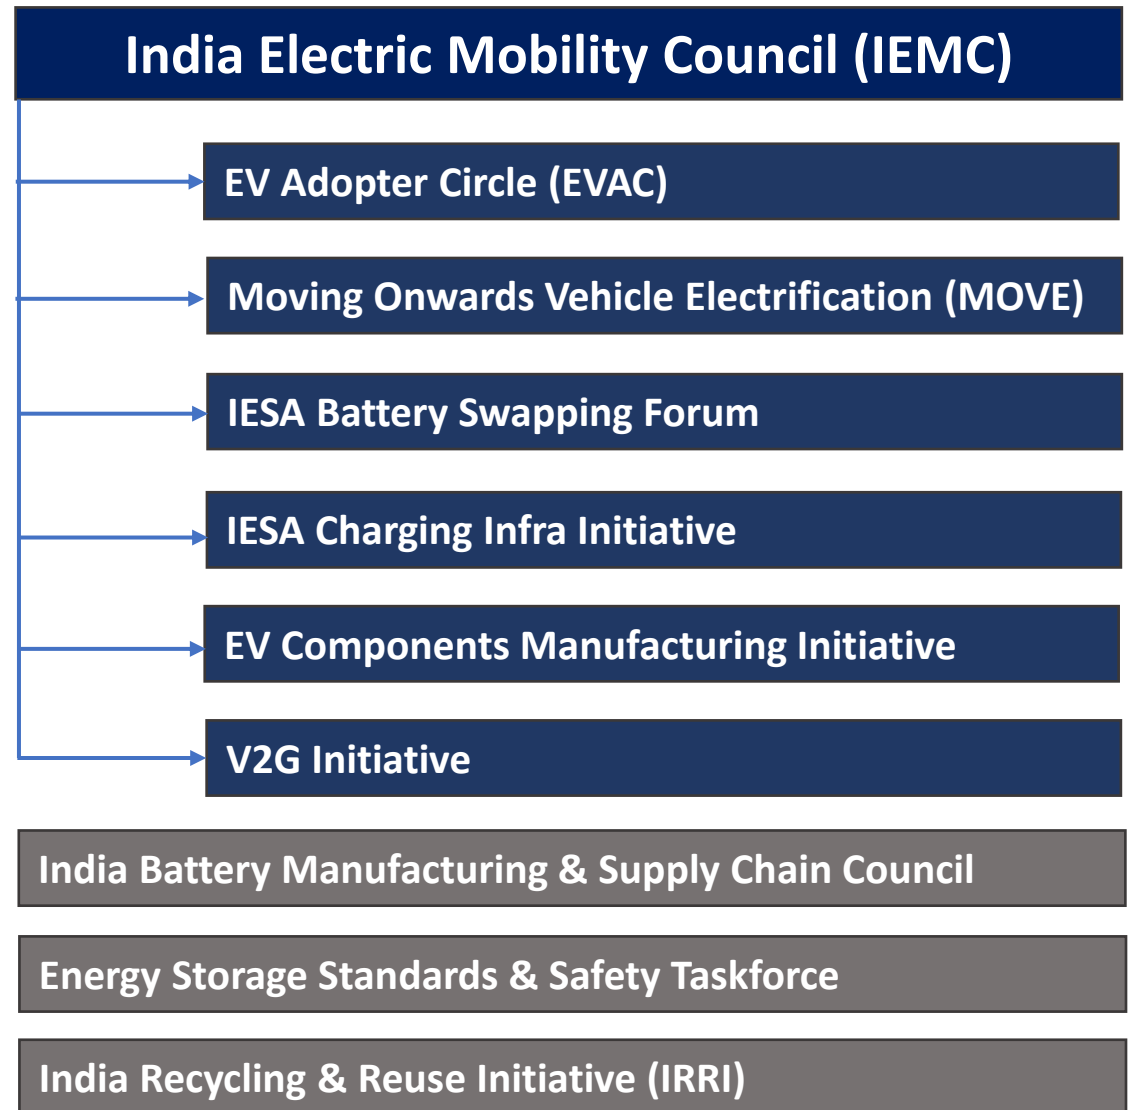 India Electric Mobility Council (IEMC)
EV Adopter Circle (EVAC)
Moving Onwards Vehicle Electrification (MOVE)
IESA Battery Swapping Forum
IESA Charging Infra Initiative
EV Components Manufacturing Initiative
V2G Initiative
India Battery Manufacturing & Supply Chain Council
Energy Storage Standards & Safety Taskforce
India Recycling & Reuse Initiative (IRRI)